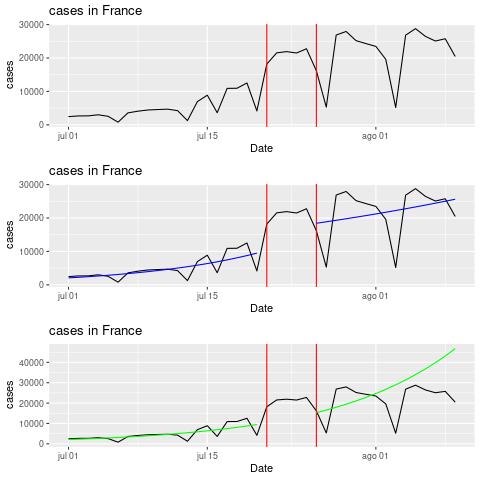 cases in France
30000
20000
10000
0
cases
jul 01
jul 15
ago 01
Date
cases in France
30000
20000
10000
0
cases
jul 01
jul 15
ago 01
Date
cases in France
40000
30000
20000
10000
0
cases
jul 01
jul 15
ago 01
Date